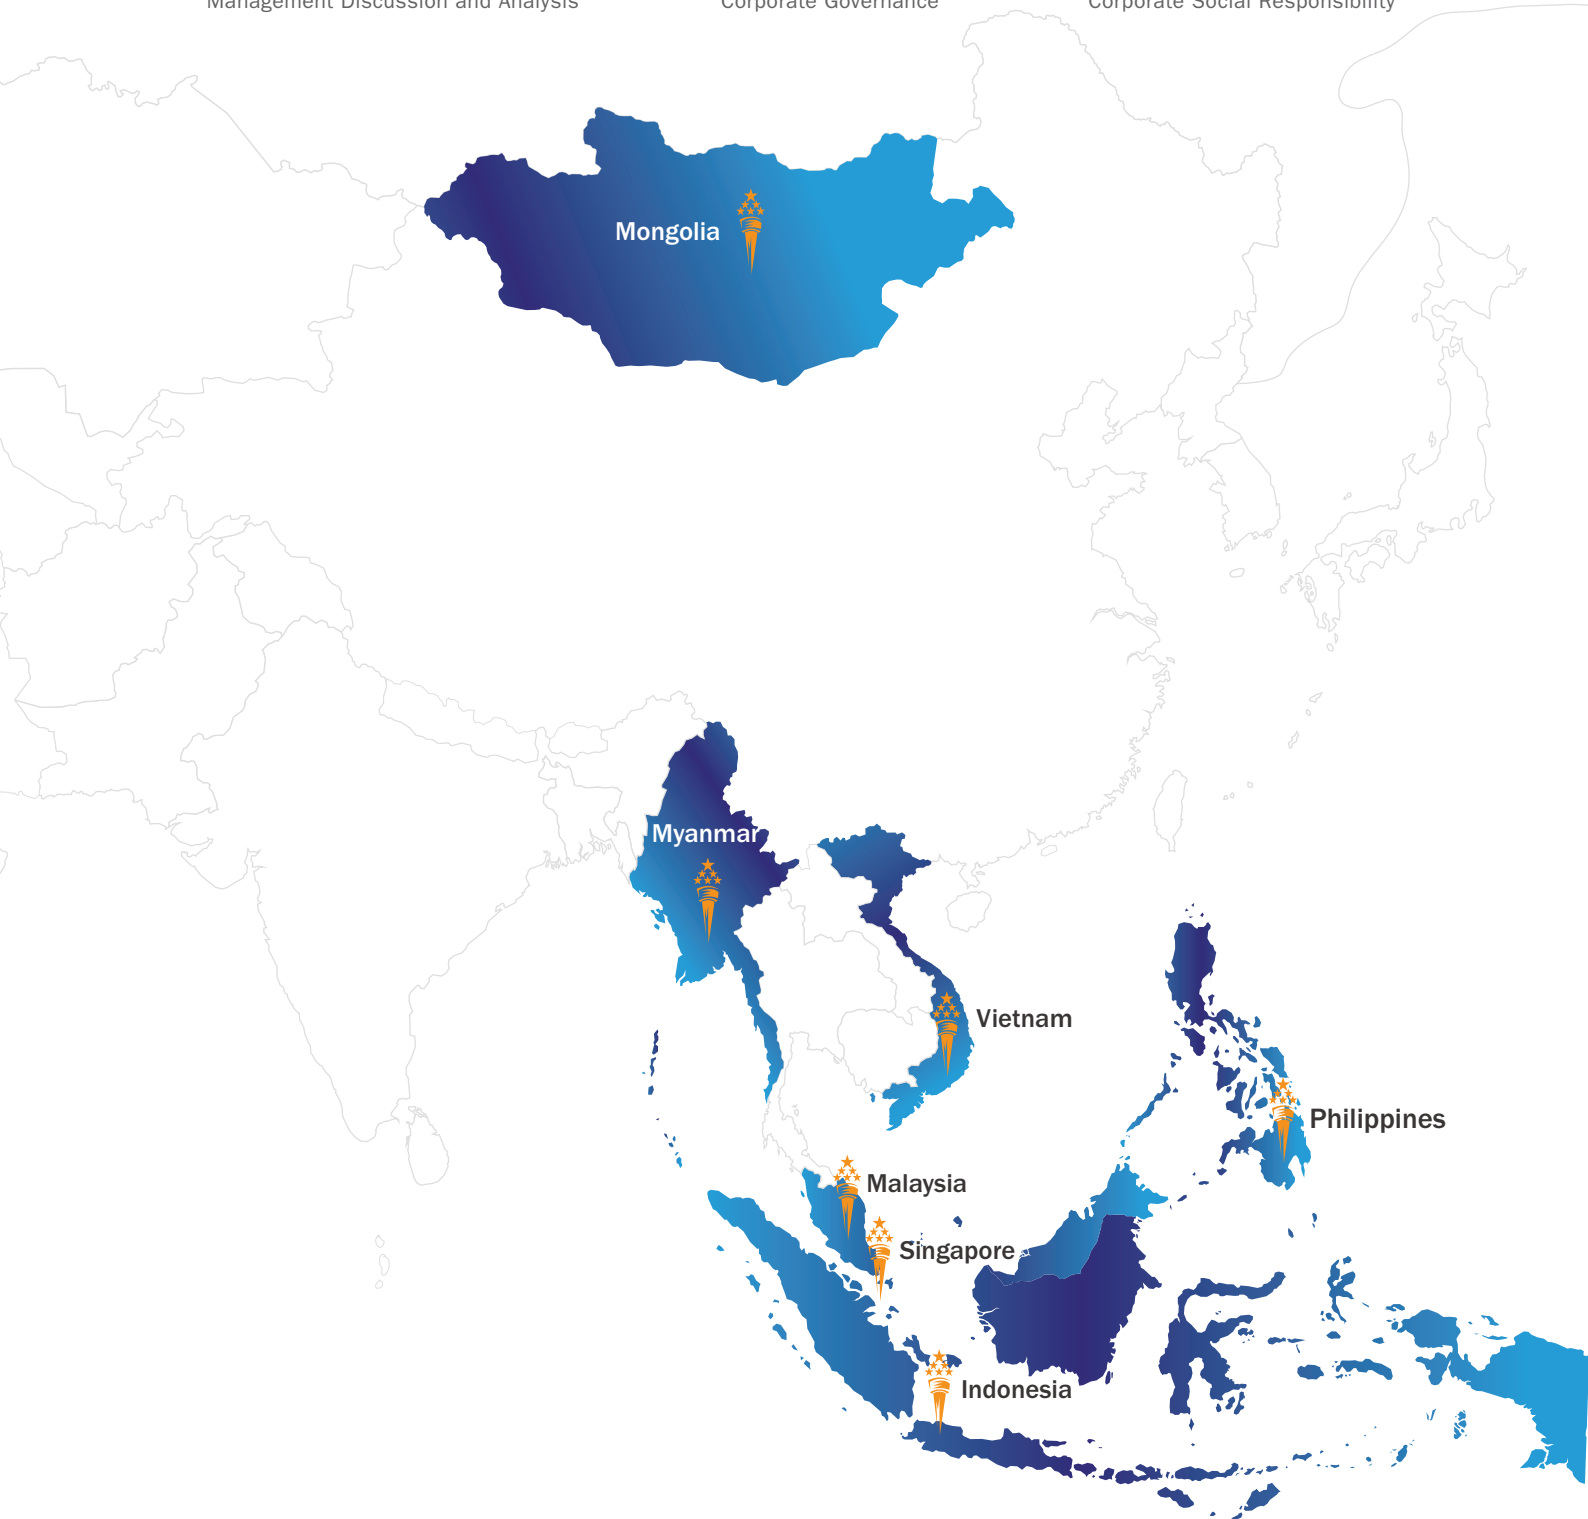 Management Discussion and Analysis Corporate Governance Corporate Social Responsibility
Mongolia
Myanmar
Vietnam
Philippines
Malaysia
Singapore
Indonesia